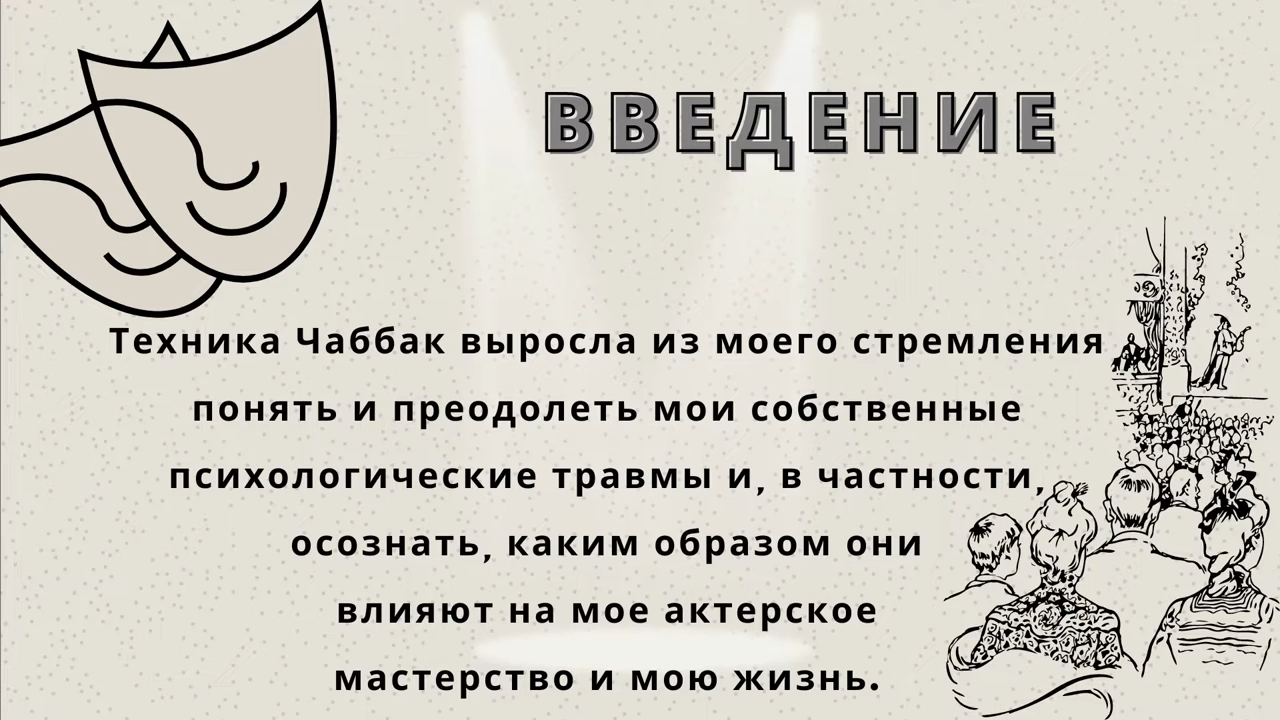 ВВЕДЕНИЕ
Техника Чаббак выросла из моего стремления
понять и преодолеть мои собственные
психологические травмы и, в частности,
осознать, каким образом они
влияют на мое актерское
мастерство и мою жизнь.